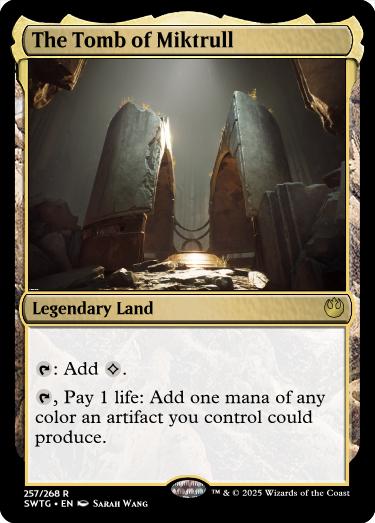 The Tomb of Miktrull
Legendary Land
: Add .
, Pay 1 life: Add one mana of any
color an artifact you control could
produce.
257/268 R
SWTG • EN Sarah Wang
™ & © 2025 Wizards of the Coast